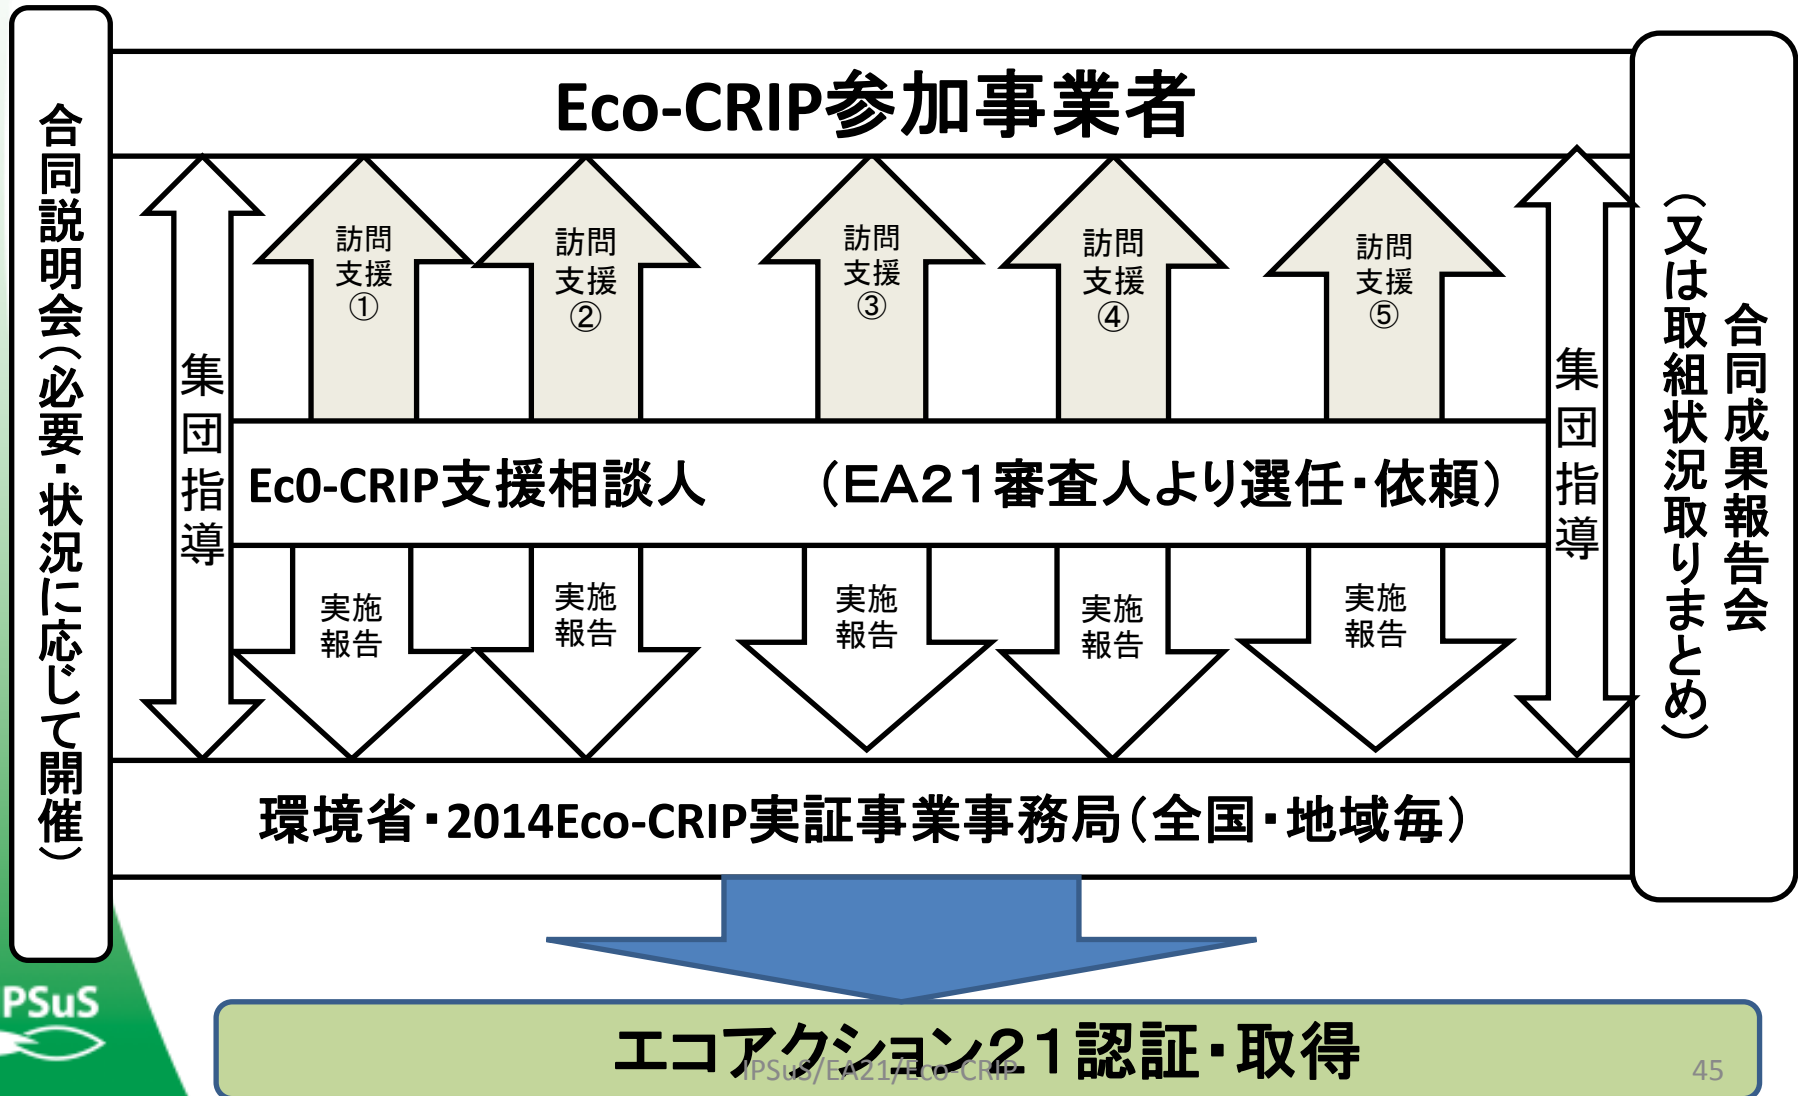 合同説明会（必要・状況に応じて開催）
Eco-CRIP参加事業者
集団指導
訪問
支援
①
訪問
支援
②
訪問
支援
③
訪問
支援
④
訪問
支援
⑤
集団指導
Ec0-CRIP支援相談人　　（ＥＡ２１審査人より選任・依頼）
実施
報告
実施
報告
実施
報告
実施
報告
実施
報告
環境省・2014Eco-CRIP実証事業事務局（全国・地域毎）
合同成果報告会
（又は取組状況取りまとめ）
エコアクション２１認証・取得
PSuS
IPSuS/EA21/Eco-CRIP
45